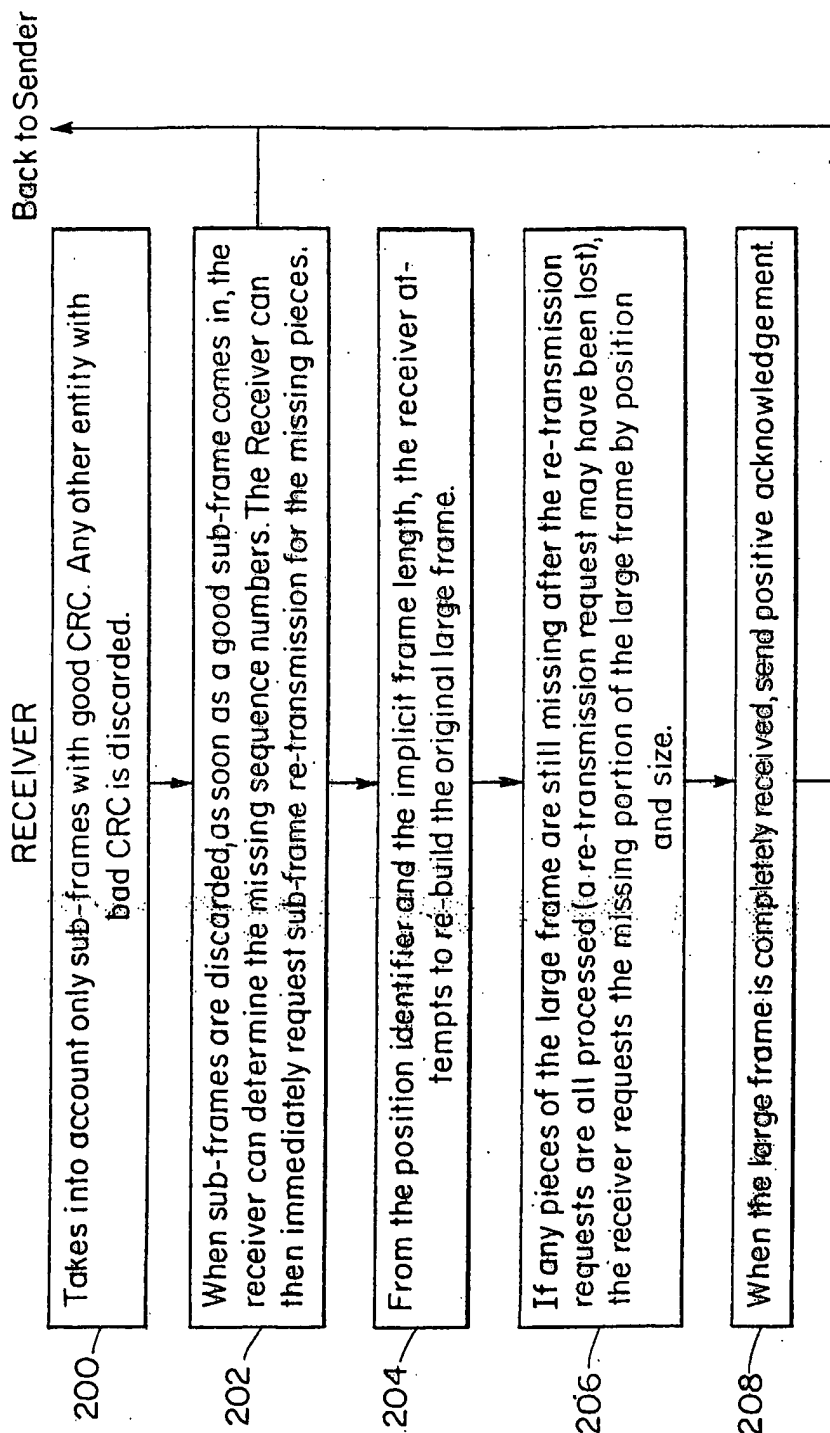 RECEIVER
Back to Sender
200
Takes into account only sub-frames with good CRC. Any other entity with
bad CRC is discarded.
202
When sub-frames are discarded, as soon as a good sub-frame comes in, the
receiver can determine the missing sequence numbers. The Receiver can
then immediately request sub-frame re-transmission for the missing pieces.
204
From the position identifier and the implicit frame length, the receiver at-
tempts to re-build the original large frame.
206
If any pieces of the large frame are still missing after the re-transmission
requests are all processed (a re-transmission request may have been lost),
the receiver requests the missing portion of the large frame by position
and size.
208
When the large frame is completely received, send positive acknowledgement.